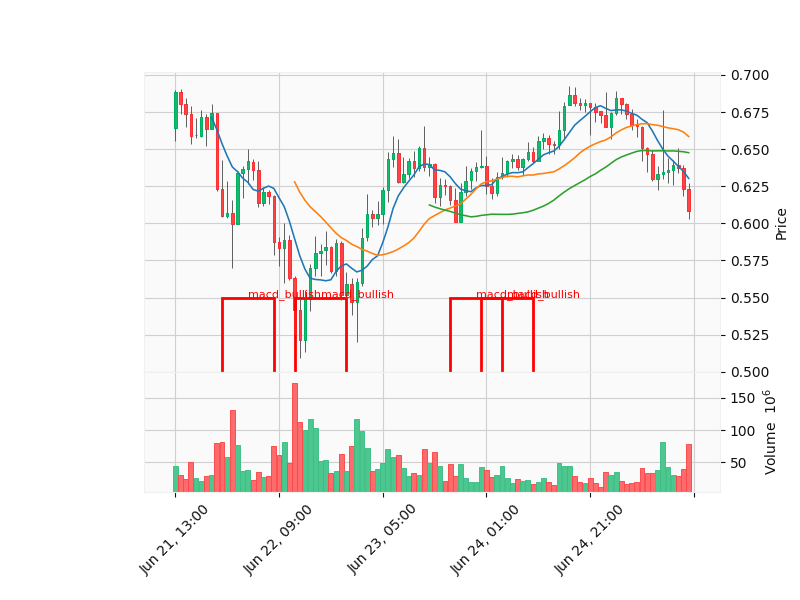 0.700
0.675
0.650
0.625
0.600
0.575
0.550
0.525
0.500
Price
macd_bullish
macd_bullish
macd_bullish
macd_bullish
150
100
50
Volume 10^6
Jun 21, 13:00
Jun 22, 09:00
Jun 23, 05:00
Jun 24, 01:00
Jun 24, 21:00